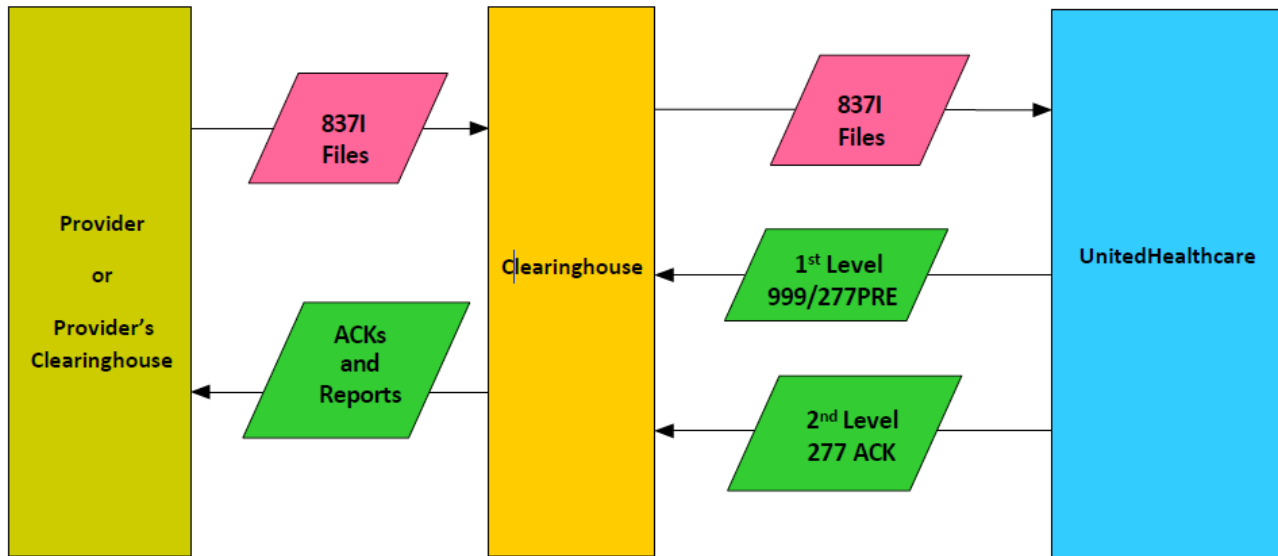 Provider
or
Provider’s
Clearinghouse
837I
Files
ACKs
and
Reports
Clearinghouse
837I
Files
1st Level
999/277PRE
2nd Level
277 ACK
UnitedHealthcare